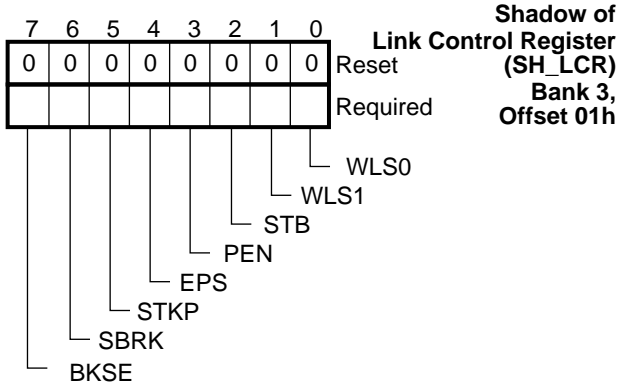 Shadow of
Link Control Register
(SH_LCR)
Bank 3,
Offset 01h
7 6 5 4 3 2 1 0
0 0 0 0 0 0 0 0 Reset
Required
WLS0
WLS1
STB
PEN
EPS
STKP
SBRK
BKSE